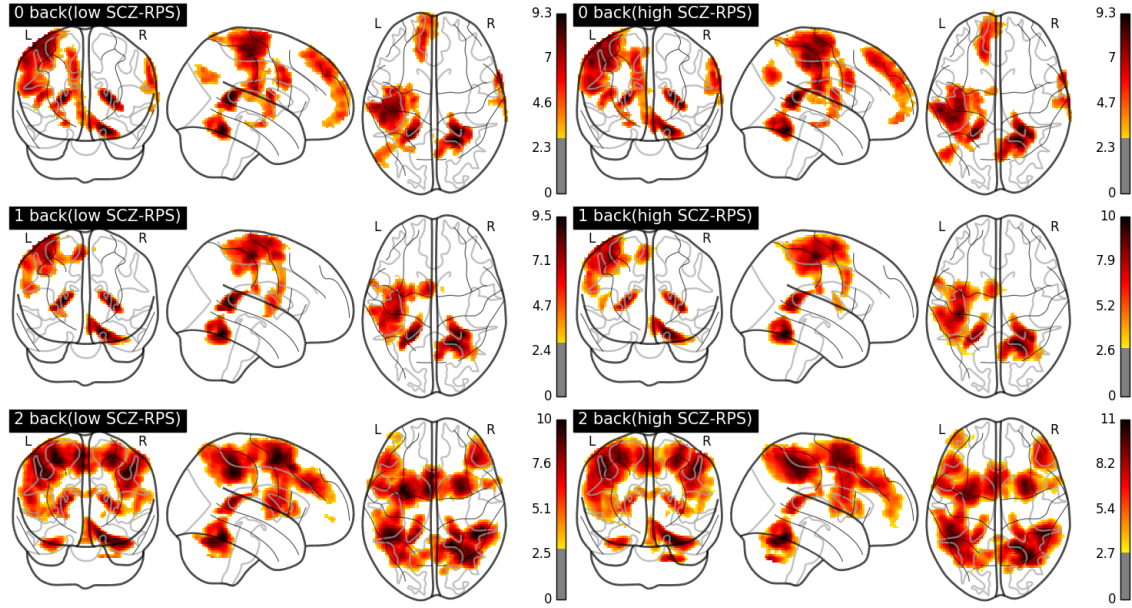 0 back(low SCZ-RPS)
L R L R
9.3
7
4.6
2.3
0
0 back(high SCZ-RPS)
L R L R
9.3
7
4.7
2.3
0
1 back(low SCZ-RPS)
L R L R
9.5
7.1
4.7
2.4
0
1 back(high SCZ-RPS)
L R L R
10
7.8
5.2
2.6
0
2 back(low SCZ-RPS)
L R L R
10
7.6
5.1
2.5
0
2 back(high SCZ-RPS)
L R L R
11
8.2
5.4
2.7
0